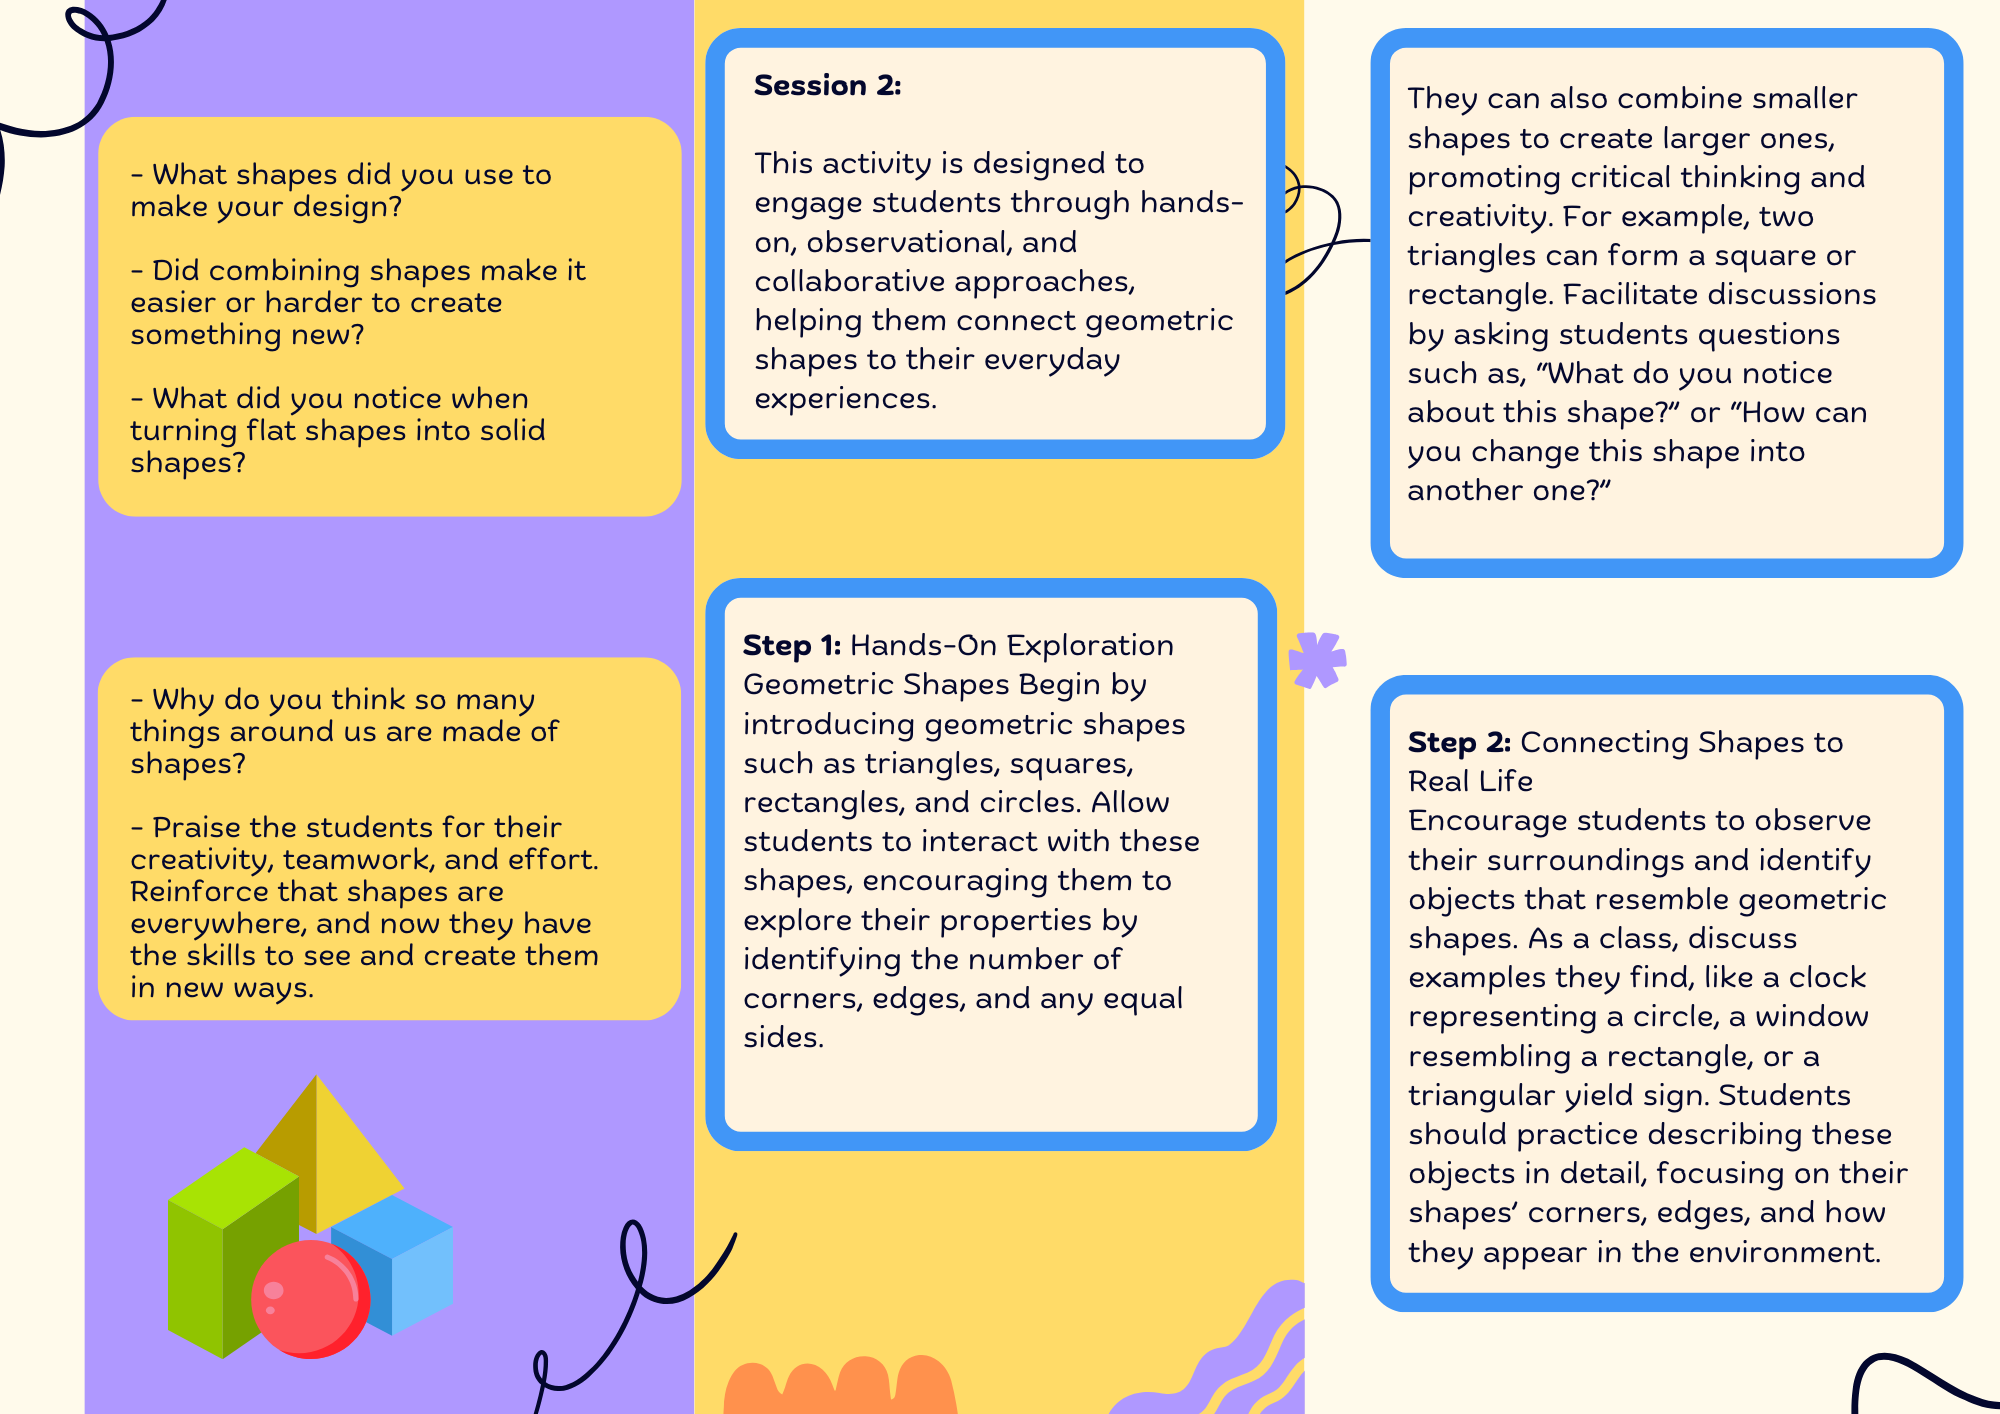 - What shapes did you use to
make your design?
- Did combining shapes make it
easier or harder to create
something new?
- What did you notice when
turning flat shapes into solid
shapes?
- Why do you think so many
things around us are made of
shapes?
- Praise the students for their
creativity, teamwork, and effort.
Reinforce that shapes are
everywhere, and now they have
the skills to see and create them
in new ways.
Session 2:
This activity is designed to
engage students through hands-
on, observational, and
collaborative approaches,
helping them connect geometric
shapes to their everyday
experiences.
Step 1: Hands-On Exploration
Geometric Shapes Begin by
introducing geometric shapes
such as triangles, squares,
rectangles, and circles. Allow
students to interact with these
shapes, encouraging them to
explore their properties by
identifying the number of
corners, edges, and any equal
sides.
They can also combine smaller
shapes to create larger ones,
promoting critical thinking and
creativity. For example, two
triangles can form a square or
rectangle. Facilitate discussions
by asking students questions
such as, “What do you notice
about this shape?” or “How can
you change this shape into
another one?”
Step 2: Connecting Shapes to
Real Life
Encourage students to observe
their surroundings and identify
objects that resemble geometric
shapes. As a class, discuss
examples they find, like a clock
representing a circle, a window
resembling a rectangle, or a
triangular yield sign. Students
should practice describing these
objects in detail, focusing on their
shapes’ corners, edges, and how
they appear in the environment.